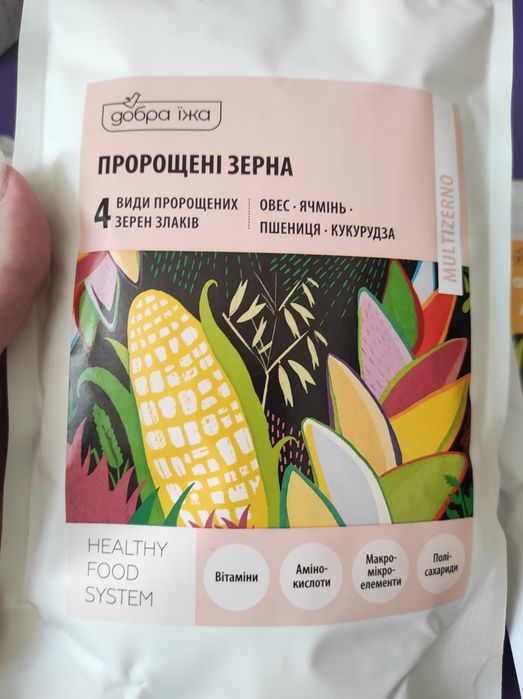 добра їжа
ПРОРОЩЕНІ ЗЕРНА
4 ВИДИ ПРОРОЩЕНИХ
ЗЕРЕН ЗЛАКІВ
ОВЕС · ЯЧМІНЬ ·
ПШЕНИЦЯ · КУКУРУДЗА
MULTIZERNO
HEALTHY
FOOD
SYSTEM
Вітаміни
Аміно-
кислоти
Макро-
мікро-
елементи
Полі-
сахариди